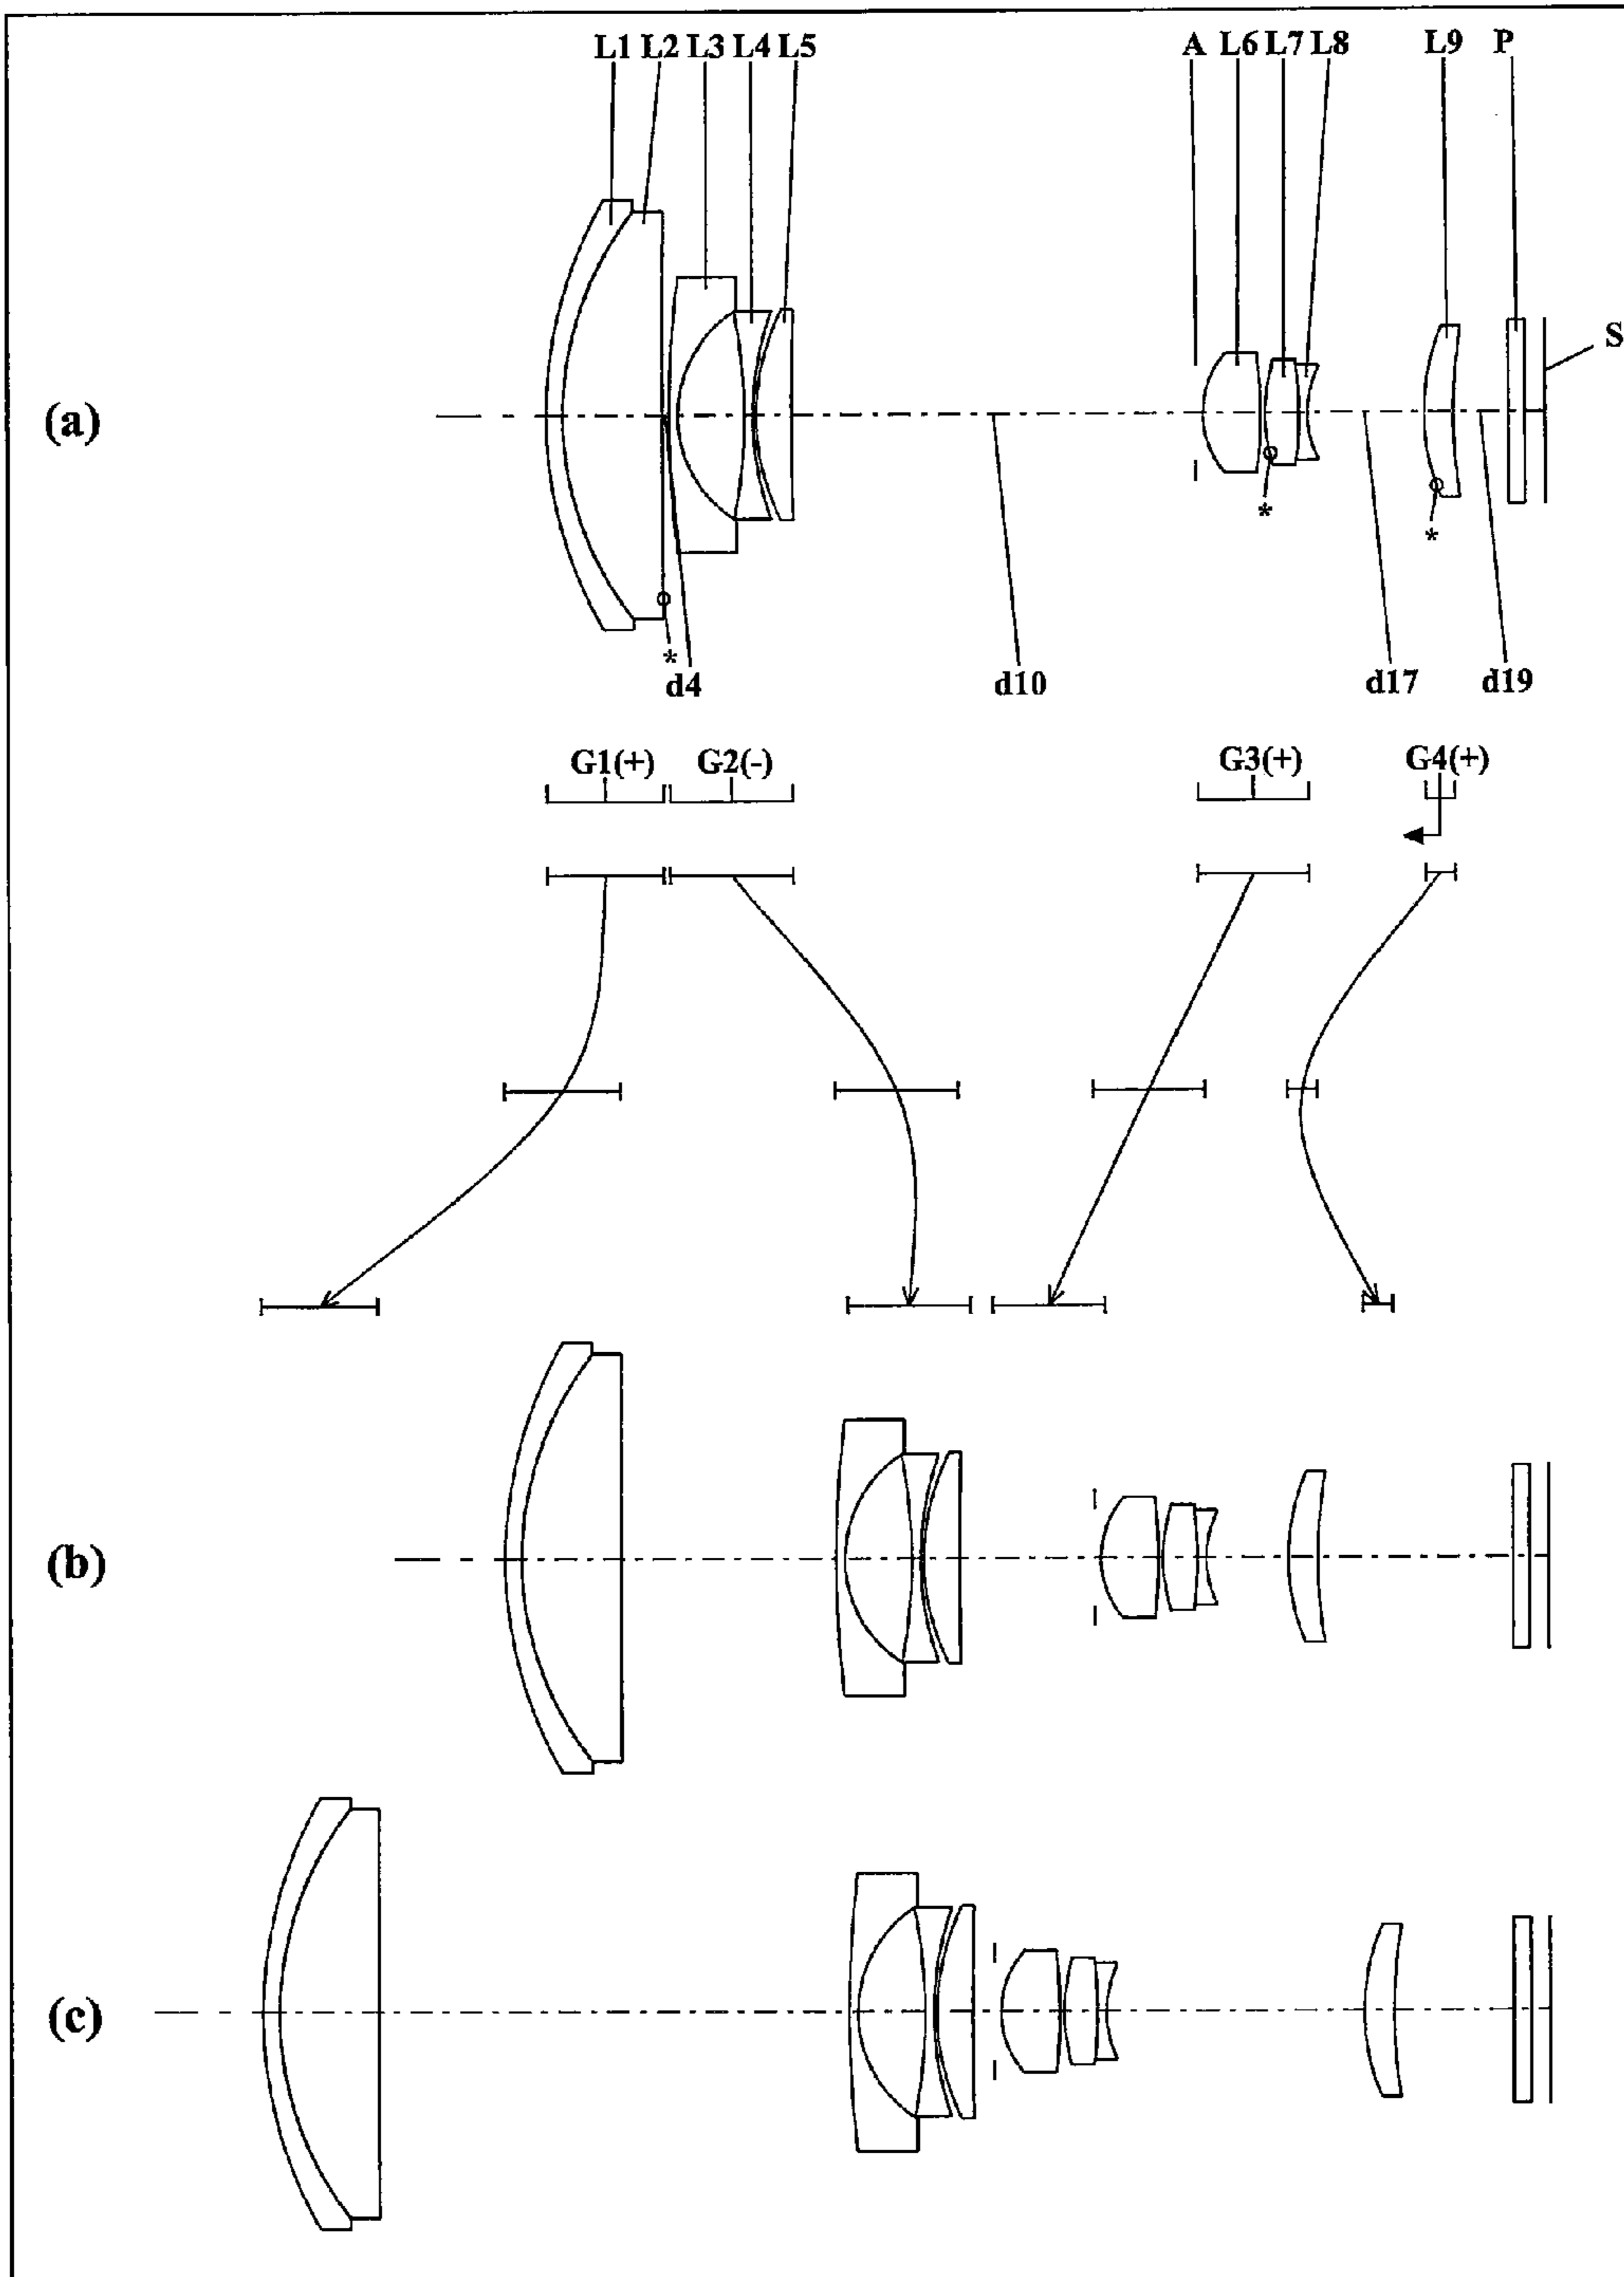 L1 L2 L3 L4 L5 A L6 L7 L8 L9 P
S
(a)
*
*
*
d4 d10 d17 d19
G1(+) G2(-) G3(+) G4(+)
(b)
(c)